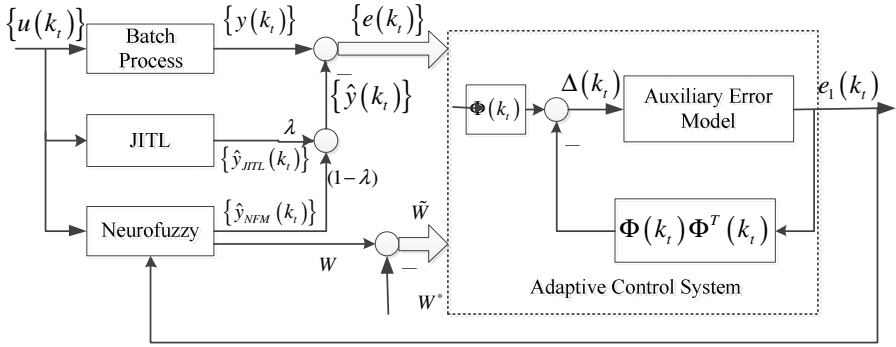 {u(k_t)}
Batch
Process
{y(k_t)}
{e(k_t)}
−
{ŷ(k_t)}
JITL
λ
{ŷ_JITL(k_t)}
(1−λ)
Neurofuzzy
{ŷ_NFM(k_t)}
W
W̃
−
W*
Φ(k_t)
Δ(k_t)
−
Auxiliary Error
Model
e₁(k_t)
Φ(k_t)Φ^T(k_t)
Adaptive Control System